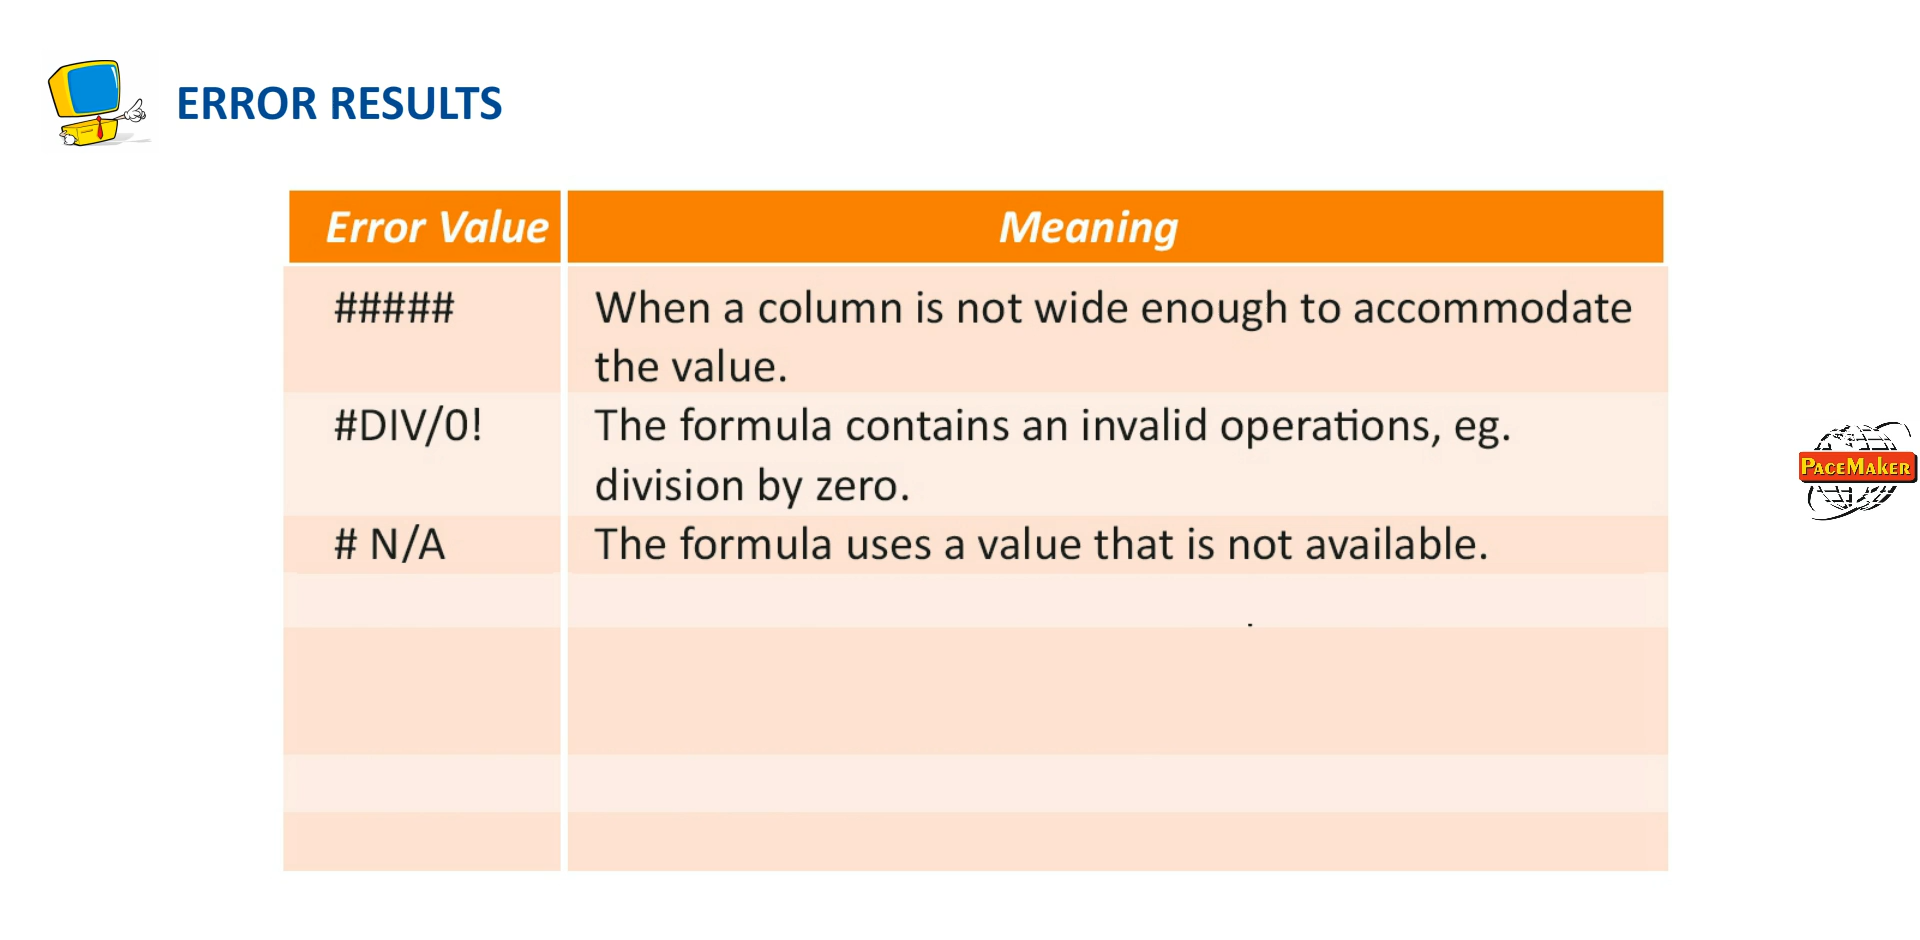 ERROR RESULTS
Error Value Meaning
##### When a column is not wide enough to accommodate
the value.
#DIV/0! The formula contains an invalid operations, eg.
division by zero.
# N/A The formula uses a value that is not available.
PACEMAKER